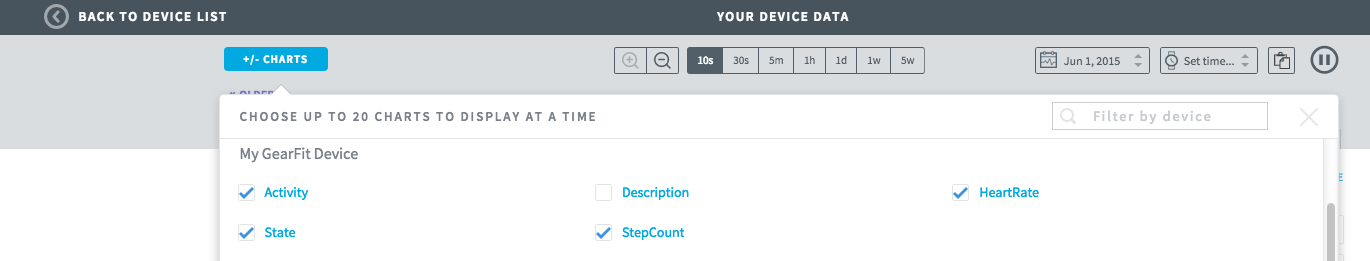 BACK TO DEVICE LIST YOUR DEVICE DATA
+/- CHARTS 10s 30s 5m 1h 1d 1w 5w Jun 1, 2015 Set time...
CHOOSE UP TO 20 CHARTS TO DISPLAY AT A TIME Filter by device
My GearFit Device
Activity Description HeartRate
State StepCount